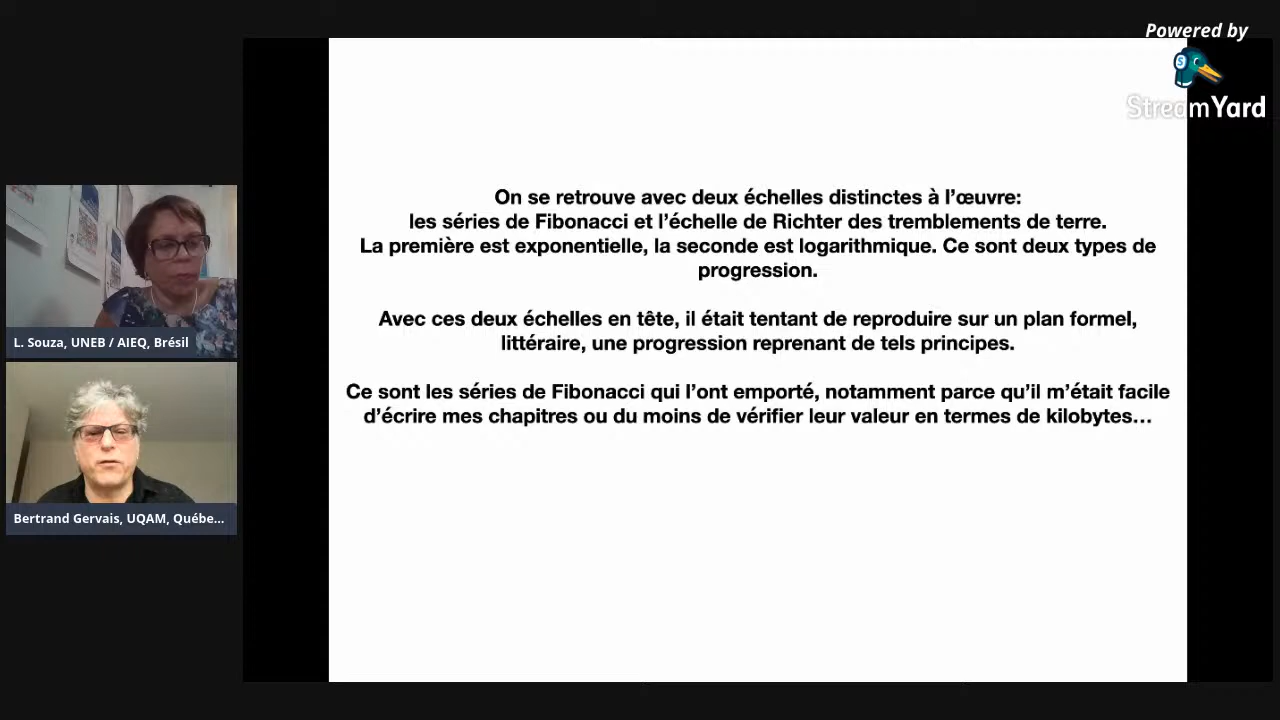 Powered by
StreamYard
On se retrouve avec deux échelles distinctes à l’œuvre:
les séries de Fibonacci et l’échelle de Richter des tremblements de terre.
La première est exponentielle, la seconde est logarithmique. Ce sont deux types de
progression.
Avec ces deux échelles en tête, il était tentant de reproduire sur un plan formel,
littéraire, une progression reprenant de tels principes.
Ce sont les séries de Fibonacci qui l’ont emporté, notamment parce qu’il m’était facile
d’écrire mes chapitres ou du moins de vérifier leur valeur en termes de kilobytes…
L. Souza, UNEB / AIEQ, Brésil
Bertrand Gervais, UQAM, Québe...